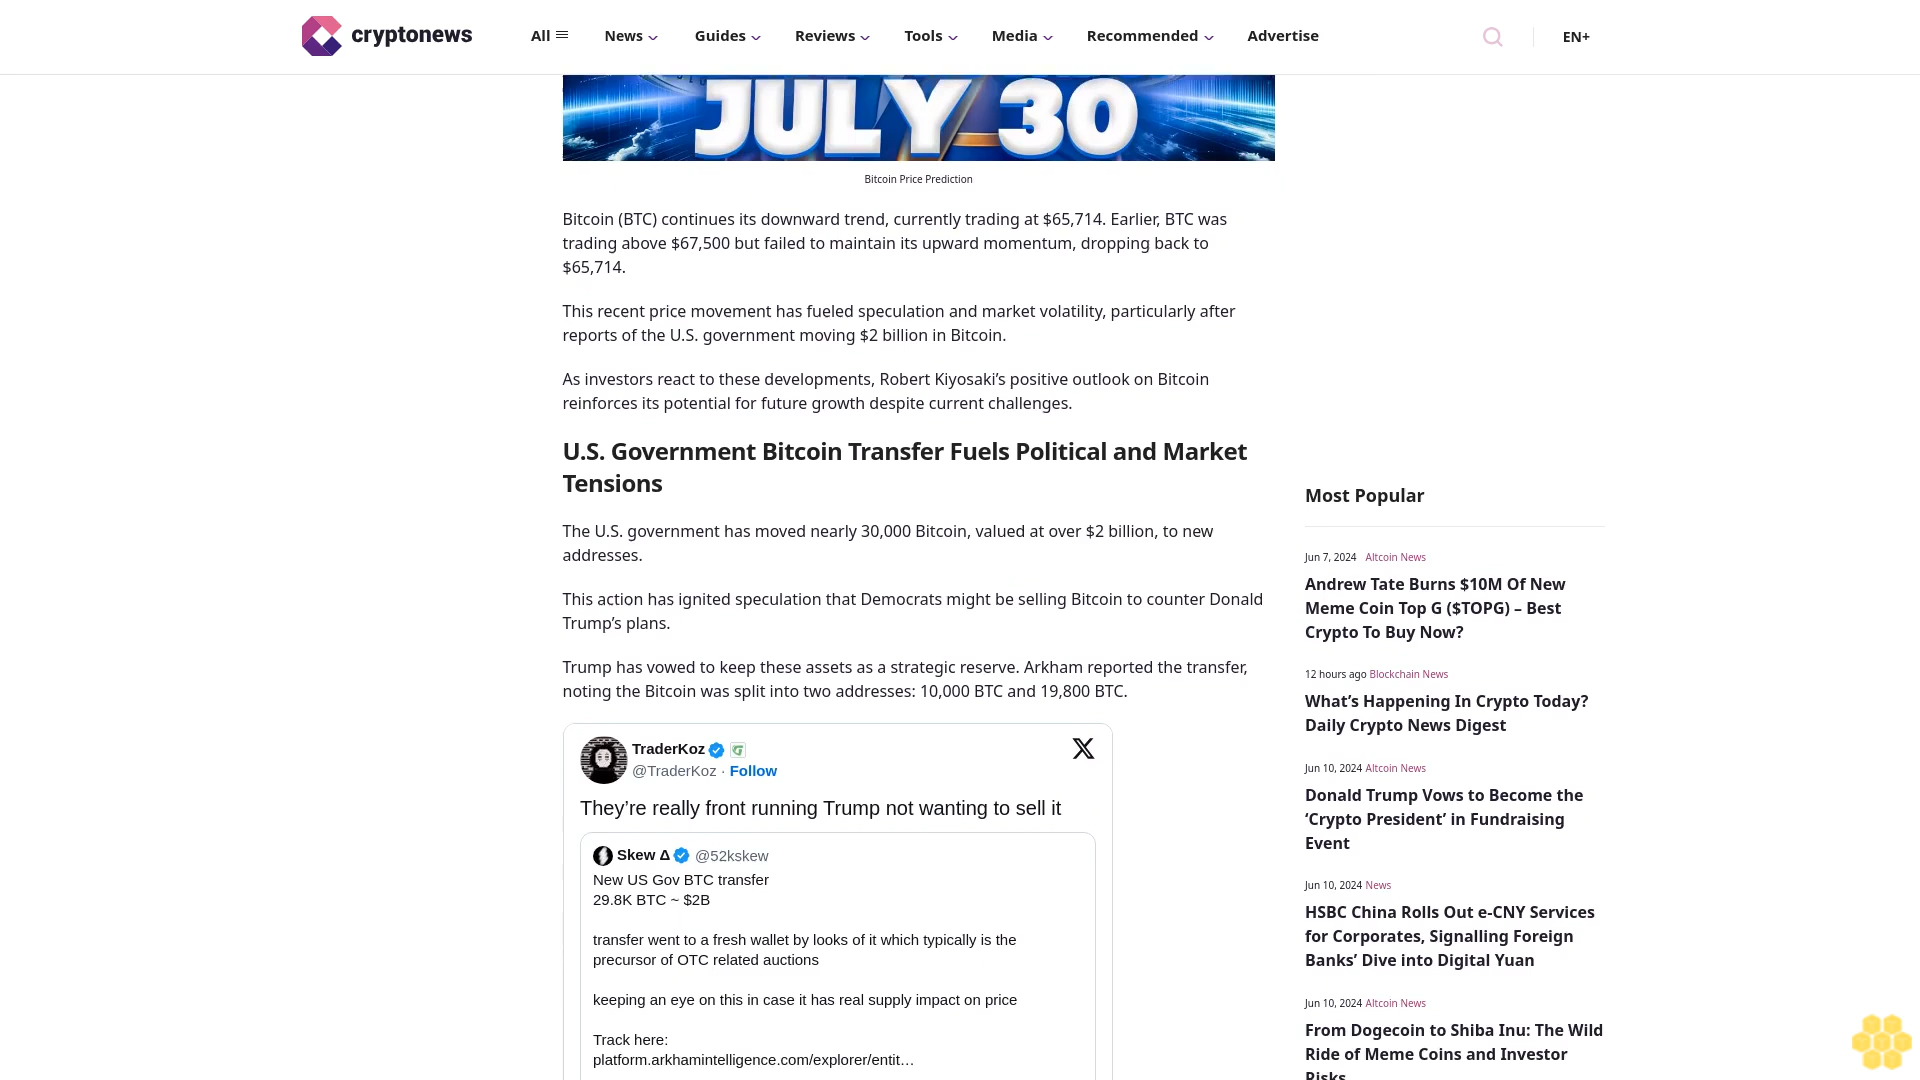 cryptonews
All
News
Guides
Reviews
Tools
Media
Recommended
Advertise
EN+
JULY 30
Bitcoin Price Prediction
Bitcoin (BTC) continues its downward trend, currently trading at $65,714. Earlier, BTC was
trading above $67,500 but failed to maintain its upward momentum, dropping back to
$65,714.
This recent price movement has fueled speculation and market volatility, particularly after
reports of the U.S. government moving $2 billion in Bitcoin.
As investors react to these developments, Robert Kiyosaki’s positive outlook on Bitcoin
reinforces its potential for future growth despite current challenges.
U.S. Government Bitcoin Transfer Fuels Political and Market
Tensions
The U.S. government has moved nearly 30,000 Bitcoin, valued at over $2 billion, to new
addresses.
This action has ignited speculation that Democrats might be selling Bitcoin to counter Donald
Trump’s plans.
Trump has vowed to keep these assets as a strategic reserve. Arkham reported the transfer,
noting the Bitcoin was split into two addresses: 10,000 BTC and 19,800 BTC.
TraderKoz
@TraderKoz · Follow
They’re really front running Trump not wanting to sell it
Skew Δ @52kskew
New US Gov BTC transfer
29.8K BTC ~ $2B
transfer went to a fresh wallet by looks of it which typically is the
precursor of OTC related auctions
keeping an eye on this in case it has real supply impact on price
Track here:
platform.arkhamintelligence.com/explorer/entit…
Most Popular
Jun 7, 2024 Altcoin News
Andrew Tate Burns $10M Of New
Meme Coin Top G ($TOPG) – Best
Crypto To Buy Now?
12 hours ago Blockchain News
What’s Happening In Crypto Today?
Daily Crypto News Digest
Jun 10, 2024 Altcoin News
Donald Trump Vows to Become the
‘Crypto President’ in Fundraising
Event
Jun 10, 2024 News
HSBC China Rolls Out e-CNY Services
for Corporates, Signalling Foreign
Banks’ Dive into Digital Yuan
Jun 10, 2024 Altcoin News
From Dogecoin to Shiba Inu: The Wild
Ride of Meme Coins and Investor
Risks